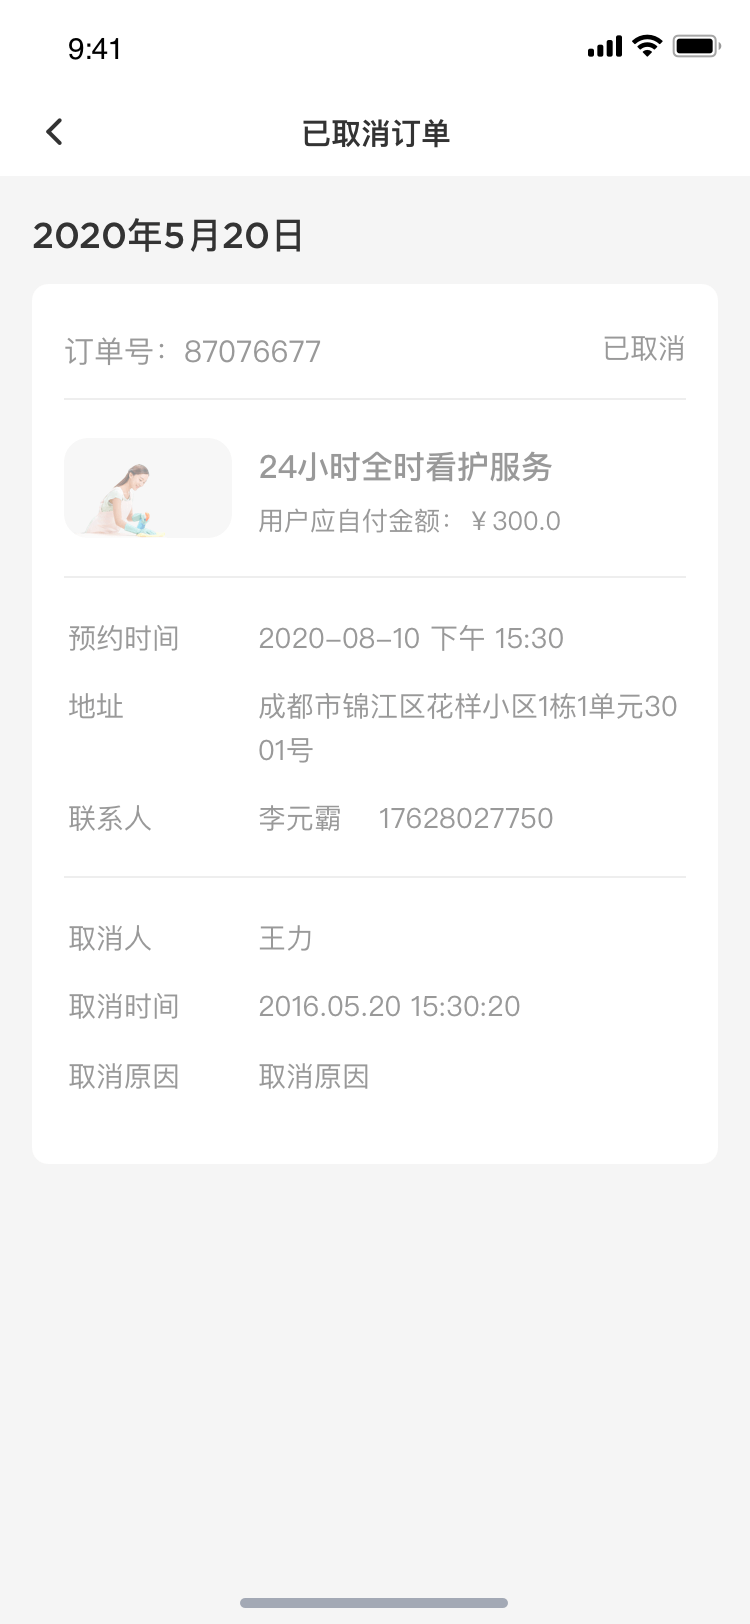 9:41
已取消订单
2020年5月20日
订单号：87076677
已取消
24小时全时看护服务
用户应自付金额：￥300.0
预约时间
2020-08-10 下午 15:30
地址
成都市锦江区花样小区1栋1单元30
01号
联系人
李元霸 17628027750
取消人
王力
取消时间
2016.05.20 15:30:20
取消原因
取消原因